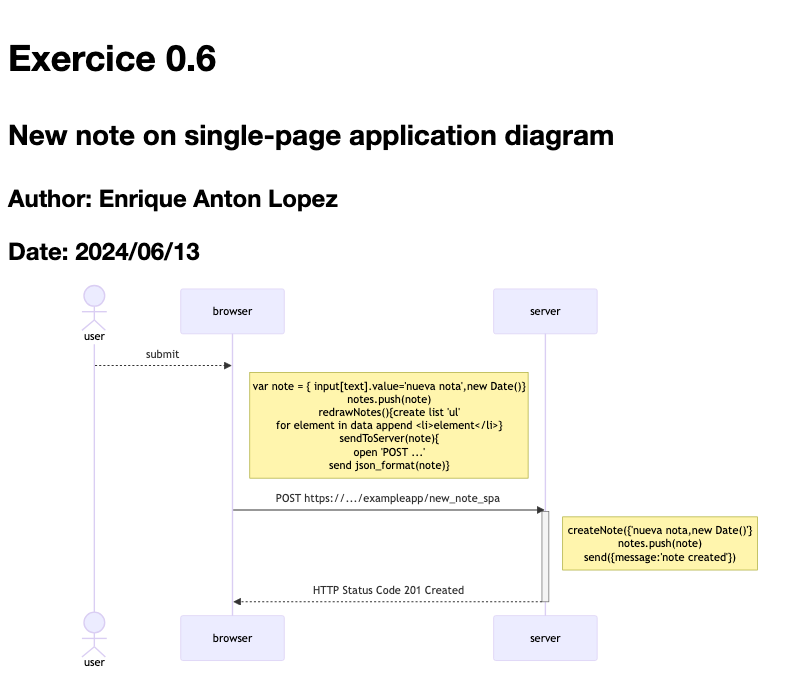 Exercice 0.6
New note on single-page application diagram
Author: Enrique Anton Lopez
Date: 2024/06/13
user
browser
server
submit
var note = { input[text].value='nueva nota',new Date()}
notes.push(note)
redrawNotes(){create list 'ul'
for element in data append <li>element</li>}
sendToServer(note){
open 'POST ...'
send json_format(note)}
POST https://.../exampleapp/new_note_spa
createNote({'nueva nota,new Date()'}
notes.push(note)
send({message:'note created'})
HTTP Status Code 201 Created
user
browser
server